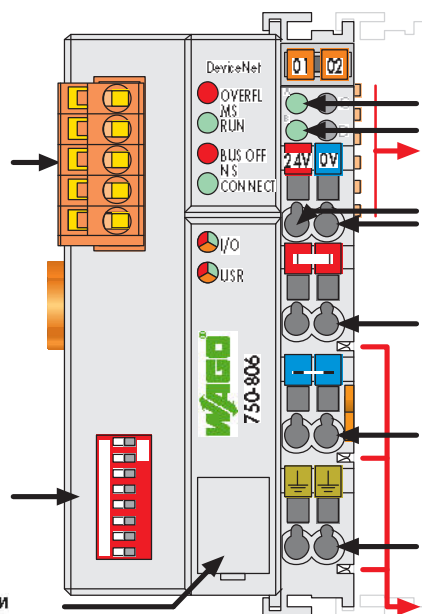 DeviceNet
01 02
OVERFL
MS
RUN
BUS OFF
NS
CONNECT
A
C
B
D
24V 0V
I/O
USR
WAGO
750-806
и